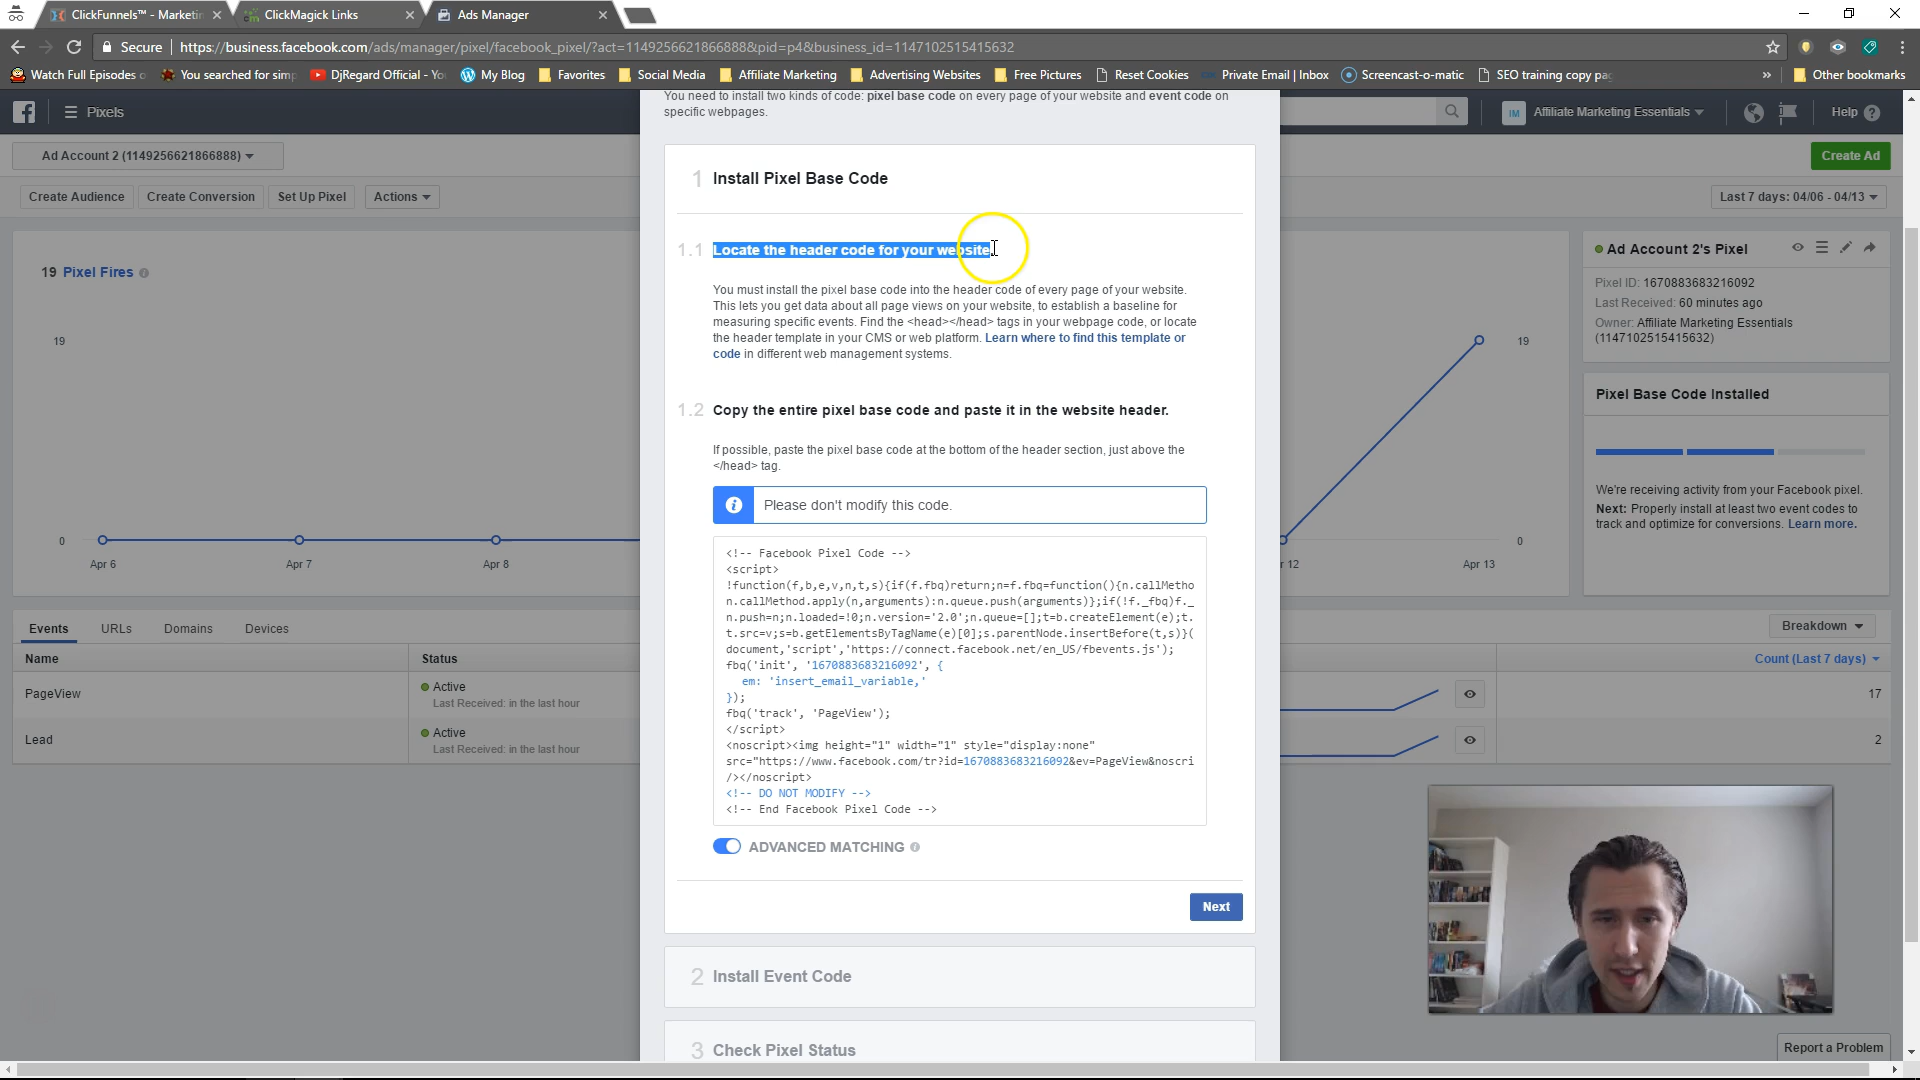 ClickFunnels™ - Marketin
ClickMagick Links
Ads Manager
Secure
https://business.facebook.com/ads/manager/pixel/facebook_pixel/?act=1149256621866888&pid=p4&business_id=1147102515415632
Watch Full Episodes o
You searched for simp
DjRegard Official - Yo
My Blog
Favorites
Social Media
Affiliate Marketing
Advertising Websites
Free Pictures
Reset Cookies
Private Email | Inbox
Screencast-o-matic
SEO training copy pag
»
Other bookmarks
Pixels
IM
Affiliate Marketing Essentials
Help
Ad Account 2 (1149256621866888)
Create Ad
Create Audience
Create Conversion
Set Up Pixel
Actions
Last 7 days: 04/06 - 04/13
You need to install two kinds of code: pixel base code on every page of your website and event code on
specific webpages.
1 Install Pixel Base Code
1.1 Locate the header code for your website.
You must install the pixel base code into the header code of every page of your website.
This lets you get data about all page views on your website, to establish a baseline for
measuring specific events. Find the <head></head> tags in your webpage code, or locate
the header template in your CMS or web platform. Learn where to find this template or
code in different web management systems.
1.2 Copy the entire pixel base code and paste it in the website header.
If possible, paste the pixel base code at the bottom of the header section, just above the
</head> tag.
Please don't modify this code.
<!-- Facebook Pixel Code -->
<script>
!function(f,b,e,v,n,t,s){if(f.fbq)return;n=f.fbq=function(){n.callMetho
n.callMethod.apply(n,arguments):n.queue.push(arguments)};if(!f._fbq)f._
n.push=n;n.loaded=!0;n.version='2.0';n.queue=[];t=b.createElement(e);t.
t.src=v;s=b.getElementsByTagName(e)[0];s.parentNode.insertBefore(t,s)}(
document,'script','https://connect.facebook.net/en_US/fbevents.js');
fbq('init', '1670883683216092', {
em: 'insert_email_variable,'
});
fbq('track', 'PageView');
</script>
<noscript><img height="1" width="1" style="display:none"
src="https://www.facebook.com/tr?id=1670883683216092&ev=PageView&noscri
/></noscript>
<!-- DO NOT MODIFY -->
<!-- End Facebook Pixel Code -->
ADVANCED MATCHING
Next
2 Install Event Code
3 Check Pixel Status
19 Pixel Fires
19
0
Apr 6
Apr 7
Apr 8
r 12
Apr 13
19
0
Ad Account 2's Pixel
Pixel ID: 1670883683216092
Last Received: 60 minutes ago
Owner: Affiliate Marketing Essentials
(1147102515415632)
Pixel Base Code Installed
We're receiving activity from your Facebook pixel.
Next: Properly install at least two event codes to
track and optimize for conversions. Learn more.
Events
URLs
Domains
Devices
Breakdown
Name
Status
Count (Last 7 days)
PageView
Active
Last Received: in the last hour
17
Lead
Active
Last Received: in the last hour
2
Report a Problem